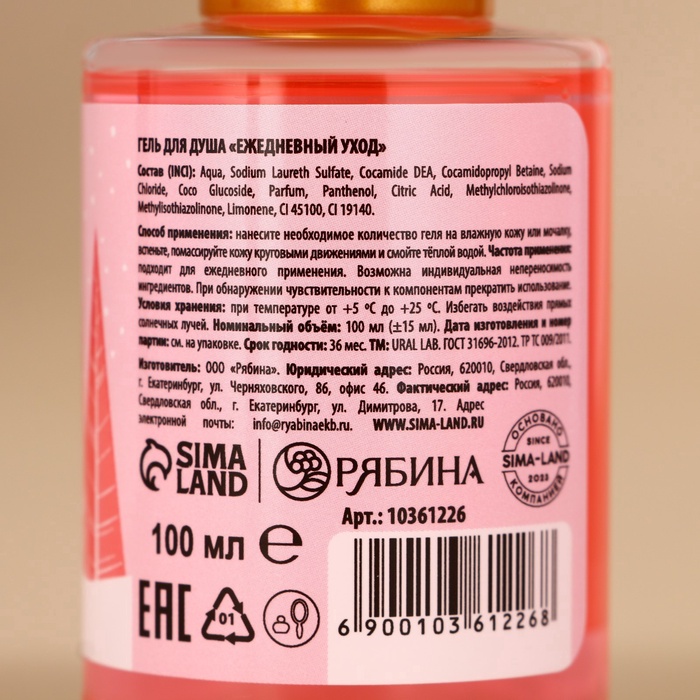 ГЕЛЬ ДЛЯ ДУША «ЕЖЕДНЕВНЫЙ УХОД»
Состав (INCI): Aqua, Sodium Laureth Sulfate, Cocamide DEA, Cocamidopropyl Betaine, Sodium
Chloride, Coco Glucoside, Parfum, Panthenol, Citric Acid, Methylchloroisothiazolinone,
Methylisothiazolinone, Limonene, CI 45100, CI 19140.
Способ применения: нанесите необходимое количество геля на влажную кожу или мочалку,
вспеньте, помассируйте кожу круговыми движениями и смойте тёплой водой. Частота применения:
подходит для ежедневного применения. Возможна индивидуальная непереносимость
ингредиентов. При обнаружении чувствительности к компонентам прекратить использование.
Условия хранения: при температуре от +5 ºС до +25 ºС. Избегать воздействия прямых
солнечных лучей. Номинальный объём: 100 мл (±15 мл). Дата изготовления и номер
партии: см. на упаковке. Срок годности: 36 мес. ТМ: URAL LAB. ГОСТ 31696-2012. ТР ТС 009/2011.
Изготовитель: ООО «Рябина». Юридический адрес: Россия, 620010, Свердловская обл.,
г. Екатеринбург, ул. Черняховского, 86, офис 46. Фактический адрес: Россия, 620010,
Свердловская обл., г. Екатеринбург, ул. Димитрова, 17. Адрес
электронной почты: info@ryabinaekb.ru. WWW.SIMA-LAND.RU
SIMA
LAND
РЯБИНА
ОСНОВАНО
SINCE
SIMA-LAND
2023
КОМПАНИЕЙ
Арт.: 10361226
100 мл ℮
EAC
01
6 900103 612268